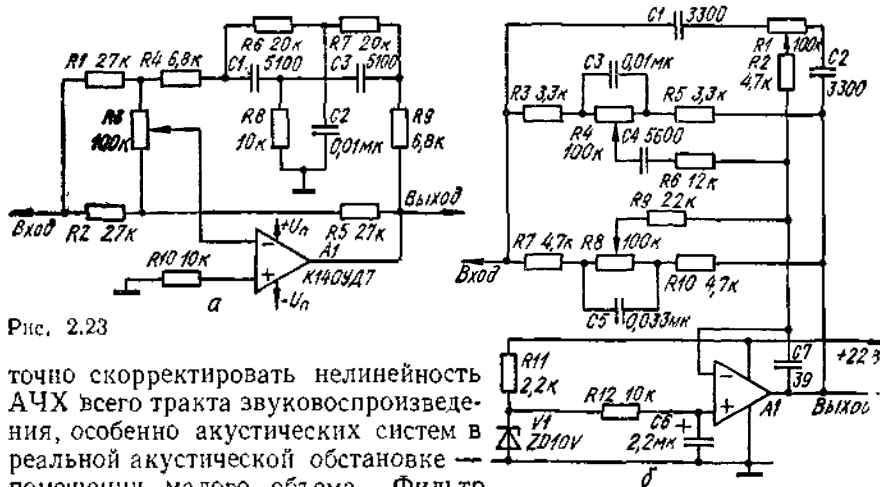 R6 20к R7 20к
R1 27к R4 6,8к C1 5100 C3 5100
R3 100к R8 10к C2 0,01мк R9 6,8к
Вход Выход
R2 27к R5 27к
+Uп
R10 10к А1
К140УД7
-Uп
а
Рис. 2.23
точно скорректировать нелинейность
АЧХ всего тракта звуковоспроизведе-
ния, особенно акустических систем в
реальной акустической обстановке —
помещении малого объема. Фильтр
C1 3300
R1 100к
R2 4,7к C2 3300
C3 0,01мк
R3 3,3к R5 3,3к
R4 100к C4 5600
R6 12к
R9 22к
R7 4,7к R8 100к
Вход R10 4,7к
C5 0,033мк
R11 2,2к C7 39 +22В
R12 10к
V1 ZD10V C6 + 2,2мк А1 Выход
б